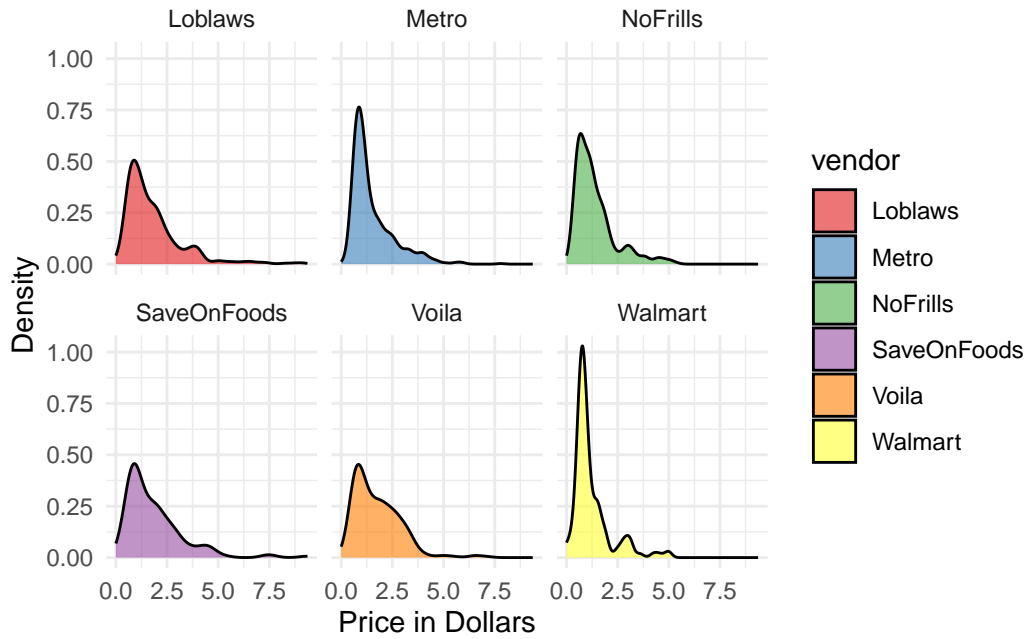 Loblaws Metro NoFrills
1.00
0.75
0.50
0.25
0.00
SaveOnFoods Voila Walmart
1.00
0.75
0.50
0.25
0.00
0.0 2.5 5.0 7.5 0.0 2.5 5.0 7.5 0.0 2.5 5.0 7.5
Price in Dollars
Density
vendor
Loblaws
Metro
NoFrills
SaveOnFoods
Voila
Walmart